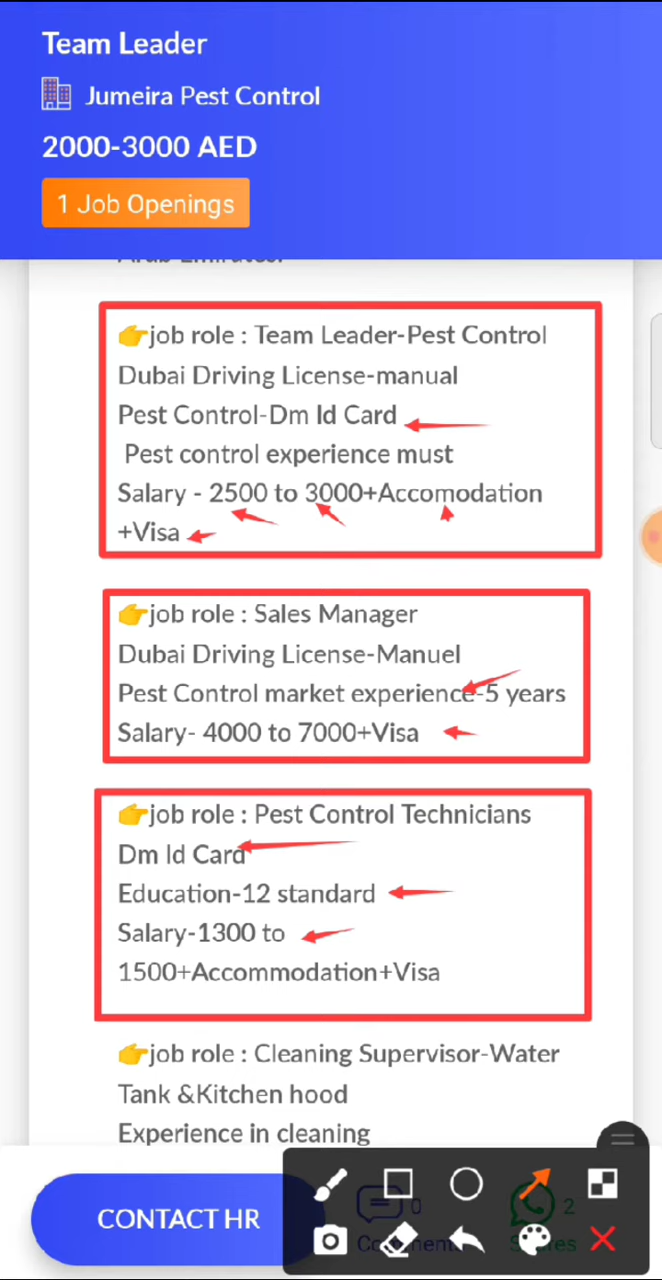 Team Leader
Jumeira Pest Control
2000-3000 AED
1 Job Openings
Arab Emirates.
👉job role : Team Leader-Pest Control
Dubai Driving License-manual
Pest Control-Dm Id Card
Pest control experience must
Salary - 2500 to 3000+Accomodation
+Visa
👉job role : Sales Manager
Dubai Driving License-Manuel
Pest Control market experience-5 years
Salary- 4000 to 7000+Visa
👉job role : Pest Control Technicians
Dm Id Card
Education-12 standard
Salary-1300 to
1500+Accommodation+Visa
👉job role : Cleaning Supervisor-Water
Tank &Kitchen hood
Experience in cleaning
CONTACT HR
0
2